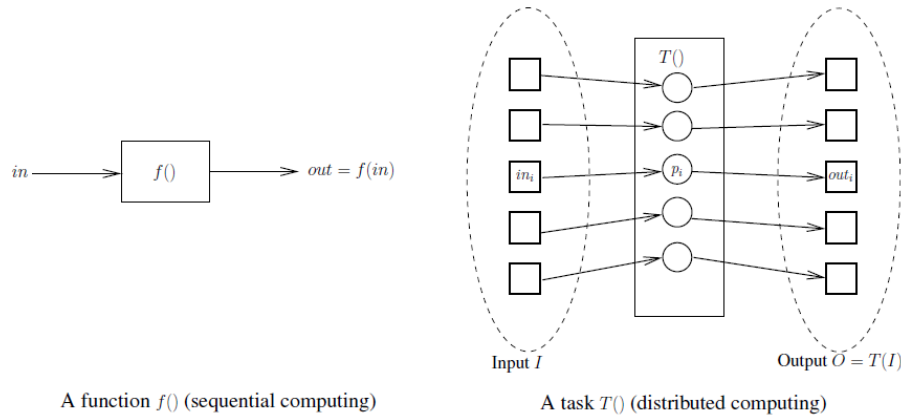 in
f()
out = f(in)
A function f() (sequential computing)
T()
in_i
p_i
out_i
Input I
Output O = T(I)
A task T() (distributed computing)